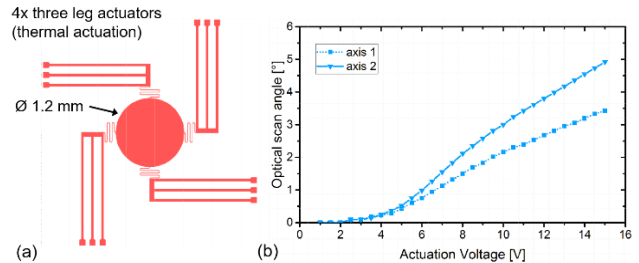 4x three leg actuators
(thermal actuation)
Ø 1.2 mm
(a)
6
5
4
3
2
1
0
Optical scan angle [°]
axis 1
axis 2
0 2 4 6 8 10 12 14 16
Actuation Voltage [V]
(b)